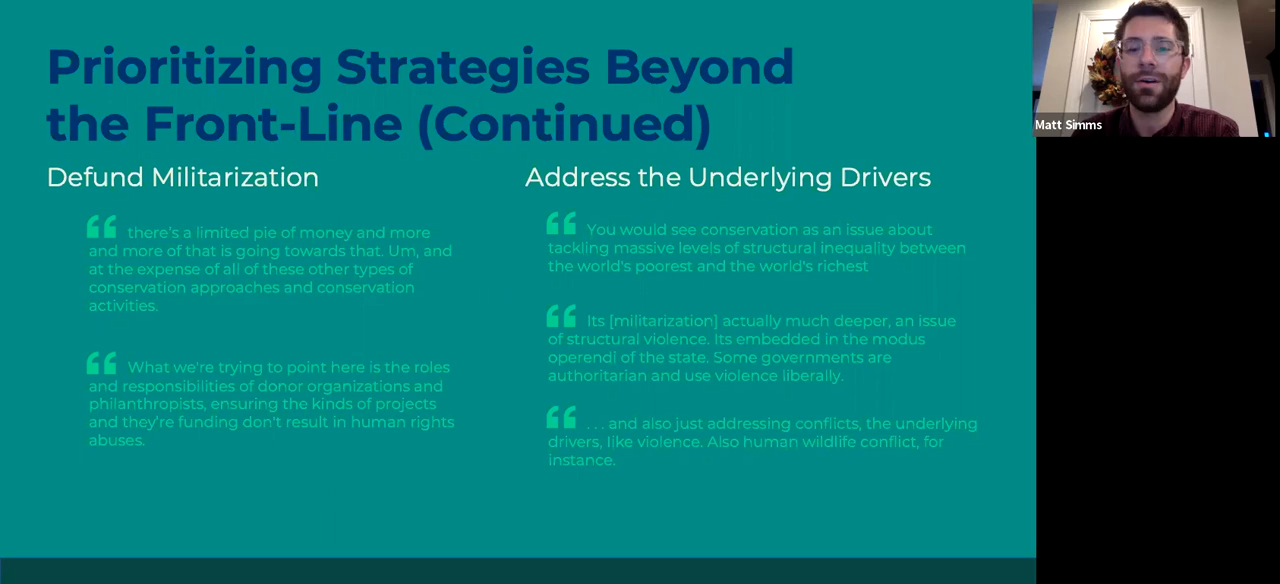 Prioritizing Strategies Beyond
the Front-Line (Continued)
Matt Simms
Defund Militarization
“ there's a limited pie of money and more
and more of that is going towards that. Um, and
at the expense of all of these other types of
conservation approaches and conservation
activities.
“ What we're trying to point here is the roles
and responsibilities of donor organizations and
philanthropists, ensuring the kinds of projects
and they're funding don't result in human rights
abuses.
Address the Underlying Drivers
“ You would see conservation as an issue about
tackling massive levels of structural inequality between
the world's poorest and the world's richest
“ Its [militarization] actually much deeper, an issue
of structural violence. Its embedded in the modus
operendi of the state. Some governments are
authoritarian and use violence liberally.
“ . . . and also just addressing conflicts, the underlying
drivers, like violence. Also human wildlife conflict, for
instance.